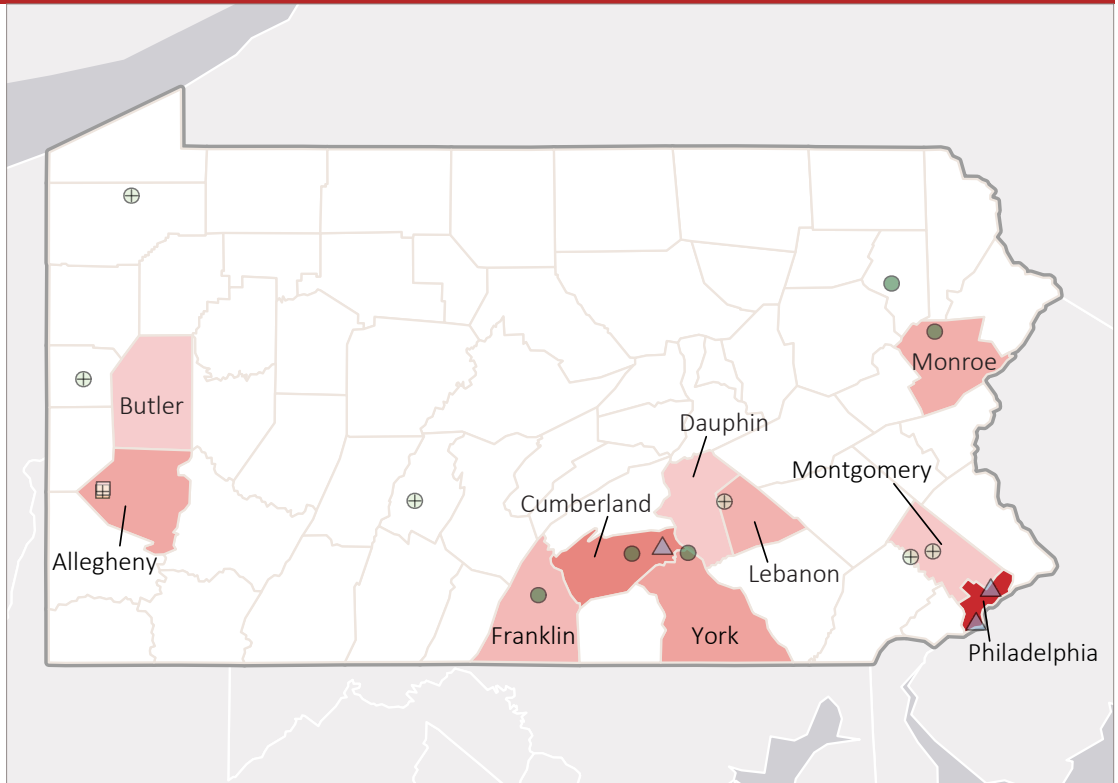 Monroe
Butler
Dauphin
Montgomery
Cumberland
Allegheny
Lebanon
Franklin
York
Philadelphia